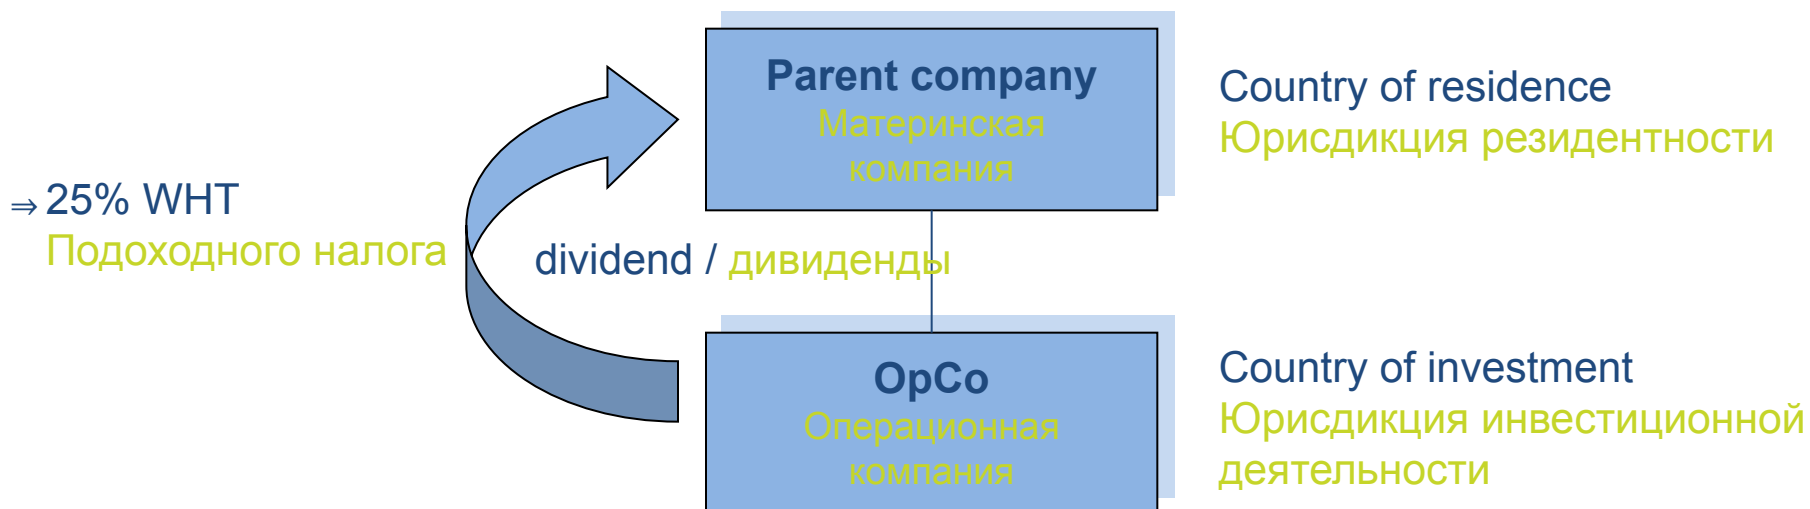 Parent company
Материнская
компания
Country of residence
Юрисдикция резидентности
⇒ 25% WHT
Подоходного налога
dividend / дивиденды
OpCo
Операционная
компания
Country of investment
Юрисдикция инвестиционной
деятельности